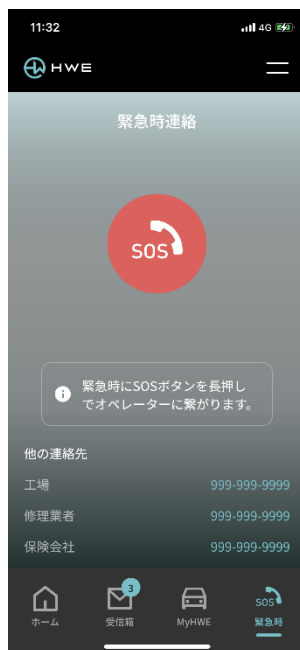 11:32
4G
HWE
緊急時連絡
SOS
緊急時にSOSボタンを長押し
でオペレーターに繋がります。
他の連絡先
工場 999-999-9999
修理業者 999-999-9999
保険会社 999-999-9999
3
SOS
ホーム 受信箱 MyHWE 緊急時